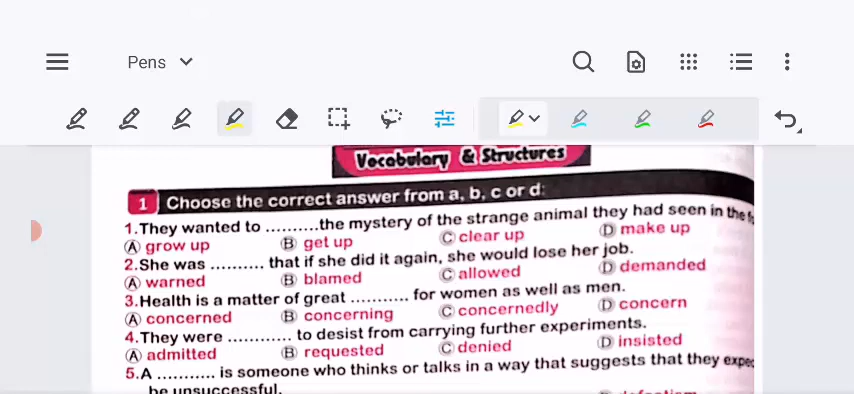 Pens
Vocabulary & Structures
1 Choose the correct answer from a, b, c or d:
1.They wanted to ..........the mystery of the strange animal they had seen in the
A grow up B get up C clear up D make up
2.She was .......... that if she did it again, she would lose her job.
A warned B blamed C allowed D demanded
3.Health is a matter of great ........... for women as well as men.
A concerned B concerning C concernedly D concern
4.They were ............ to desist from carrying further experiments.
A admitted B requested C denied D insisted
5.A ........... is someone who thinks or talks in a way that suggests that they
be unsuccessful.